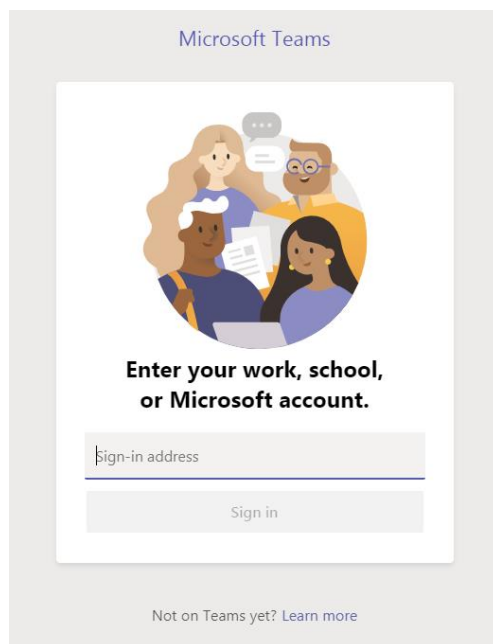 Microsoft Teams
Enter your work, school,
or Microsoft account.
Sign-in address
Sign in
Not on Teams yet? Learn more